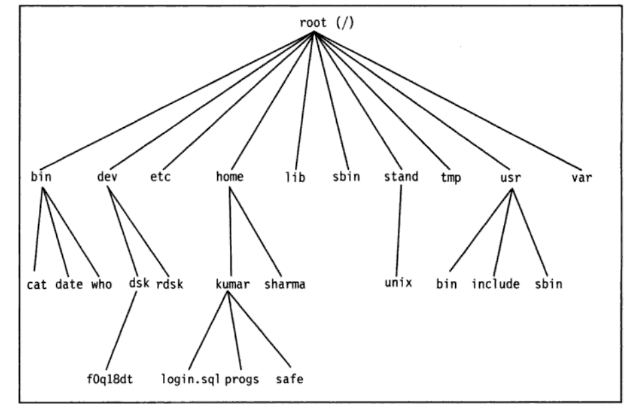 root (/)
bin dev etc home lib sbin stand tmp usr var
cat date who dsk rdsk kumar sharma unix bin include sbin
f0q18dt login.sql progs safe